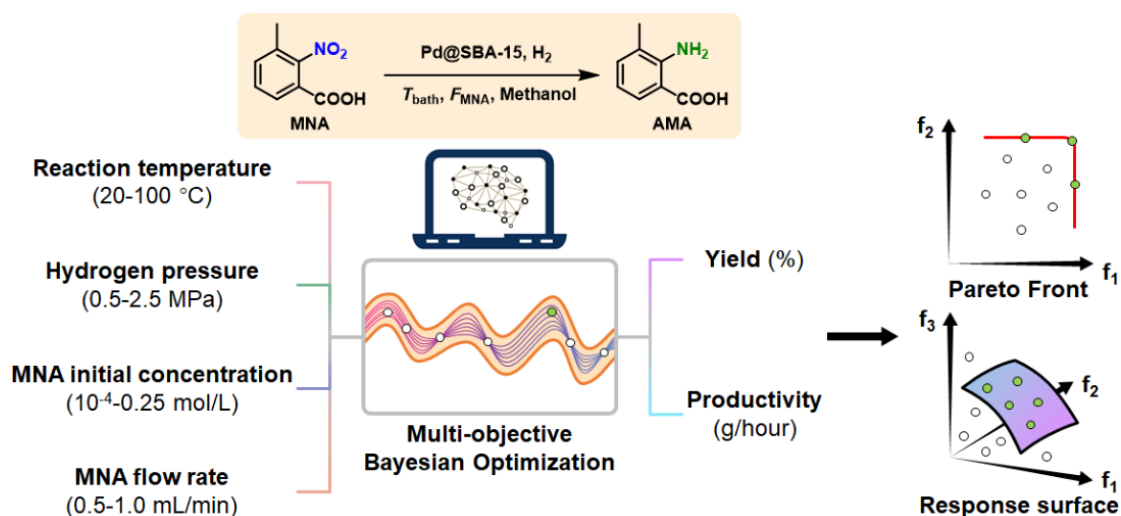 NO₂
COOH
MNA
Pd@SBA-15, H₂
T_bath, F_MNA, Methanol
NH₂
COOH
AMA
Reaction temperature
(20-100 °C)
Hydrogen pressure
(0.5-2.5 MPa)
MNA initial concentration
(10⁻⁴-0.25 mol/L)
MNA flow rate
(0.5-1.0 mL/min)
Multi-objective
Bayesian Optimization
Yield (%)
Productivity
(g/hour)
f₂
f₁
Pareto Front
f₃
f₂
f₁
Response surface